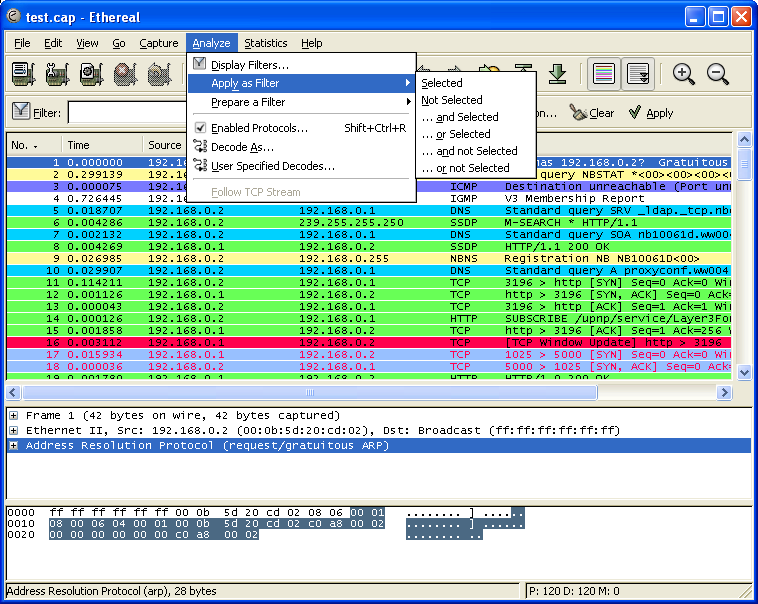 test.cap - Ethereal
File Edit View Go Capture Analyze Statistics Help
Display Filters...
Apply as Filter
Prepare a Filter
Enabled Protocols... Shift+Ctrl+R
Decode As...
User Specified Decodes...
Follow TCP Stream
Selected
Not Selected
... and Selected
... or Selected
... and not Selected
... or not Selected
Filter: Clear Apply
No. Time Source
1 0.000000 192.1 has 192.168.0.2? Gratuitous
2 0.299139 192.1 query NBSTAT *<00><00><00><
3 0.000075 192.1 ICMP Destination unreachable (Port un
4 0.726445 192.1 IGMP V3 Membership Report
5 0.018707 192.168.0.2 192.168.0.1 DNS Standard query SRV _ldap._tcp.nb
6 0.004286 192.168.0.2 239.255.255.250 SSDP M-SEARCH * HTTP/1.1
7 0.002132 192.168.0.2 192.168.0.1 DNS Standard query SOA nb10061d.ww00
8 0.004269 192.168.0.1 192.168.0.2 SSDP HTTP/1.1 200 OK
9 0.026985 192.168.0.2 192.168.0.255 NBNS Registration NB NB10061D<00>
10 0.029907 192.168.0.2 192.168.0.1 DNS Standard query A proxyconf.ww004
11 0.114211 192.168.0.2 192.168.0.1 TCP 3196 > http [SYN] Seq=0 Ack=0 Wi
12 0.001126 192.168.0.1 192.168.0.2 TCP http > 3196 [SYN, ACK] Seq=0 Ack
13 0.000043 192.168.0.2 192.168.0.1 TCP 3196 > http [ACK] Seq=1 Ack=1 Wi
14 0.000126 192.168.0.2 192.168.0.1 HTTP SUBSCRIBE /upnp/service/Layer3Fo
15 0.001858 192.168.0.1 192.168.0.2 TCP http > 3196 [ACK] Seq=1 Ack=256
16 0.003112 192.168.0.1 192.168.0.2 TCP [TCP Window Update] http > 3196
17 0.015934 192.168.0.1 192.168.0.2 TCP 1025 > 5000 [SYN] Seq=0 Ack=0 Wi
18 0.000036 192.168.0.2 192.168.0.1 TCP 5000 > 1025 [SYN, ACK] Seq=0 Ack
19 0.001780 192.168.0.1 192.168.0.2 HTTP HTTP/1.0 200 OK
Frame 1 (42 bytes on wire, 42 bytes captured)
Ethernet II, Src: 192.168.0.2 (00:0b:5d:20:cd:02), Dst: Broadcast (ff:ff:ff:ff:ff:ff)
Address Resolution Protocol (request/gratuitous ARP)
0000 ff ff ff ff ff ff 00 0b 5d 20 cd 02 08 06 00 01 ........ ] .....
0010 08 00 06 04 00 01 00 0b 5d 20 cd 02 c0 a8 00 02 ........ ] ......
0020 00 00 00 00 00 00 c0 a8 00 02 ........ ..
Address Resolution Protocol (arp), 28 bytes P: 120 D: 120 M: 0